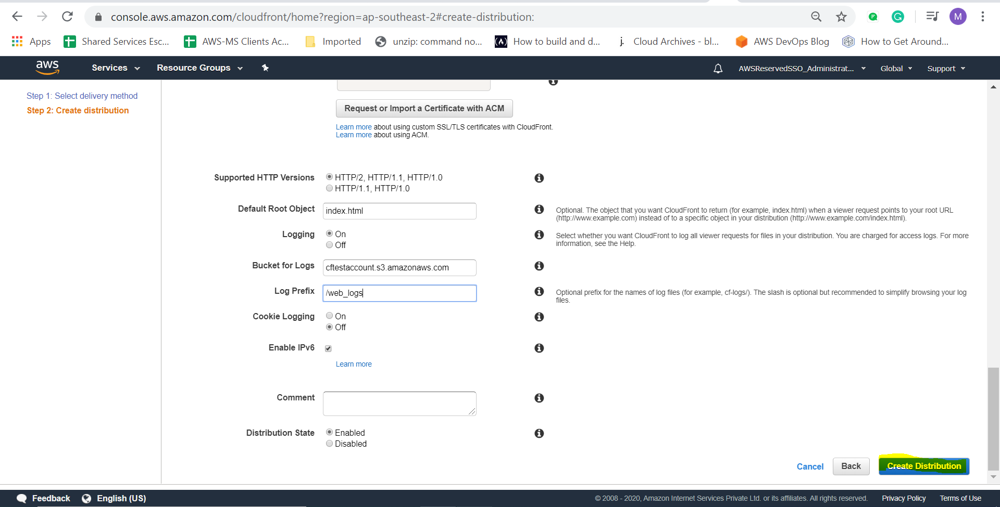 console.aws.amazon.com/cloudfront/home?region=ap-southeast-2#create-distribution:
M
Apps
Shared Services Esc...
AWS-MS Clients Ac...
Imported
unzip: command no...
How to build and d...
j.
Cloud Archives - bl...
AWS DevOps Blog
How to Get Around...
aws
Services
Resource Groups
AWSReservedSSO_Administrat...
Global
Support
Step 1: Select delivery method
Step 2: Create distribution
Request or Import a Certificate with ACM
Learn more about using custom SSL/TLS certificates with CloudFront.
Learn more about using ACM.
Supported HTTP Versions
HTTP/2, HTTP/1.1, HTTP/1.0
HTTP/1.1, HTTP/1.0
Default Root Object
index.html
Optional. The object that you want CloudFront to return (for example, index.html) when a viewer request points to your root URL
(http://www.example.com) instead of to a specific object in your distribution (http://www.example.com/index.html).
Logging
On
Off
Select whether you want CloudFront to log all viewer requests for files in your distribution. You are charged for access logs. For more
information, see the Help.
Bucket for Logs
cftestaccount.s3.amazonaws.com
Log Prefix
/web_logs
Optional prefix for the names of log files (for example, cf-logs/). The slash is optional but recommended to simplify browsing your log
files.
Cookie Logging
On
Off
Enable IPv6
Learn more
Comment
Distribution State
Enabled
Disabled
Cancel
Back
Create Distribution
Feedback
English (US)
© 2008 - 2020, Amazon Internet Services Private Ltd. or its affiliates. All rights reserved.
Privacy Policy
Terms of Use